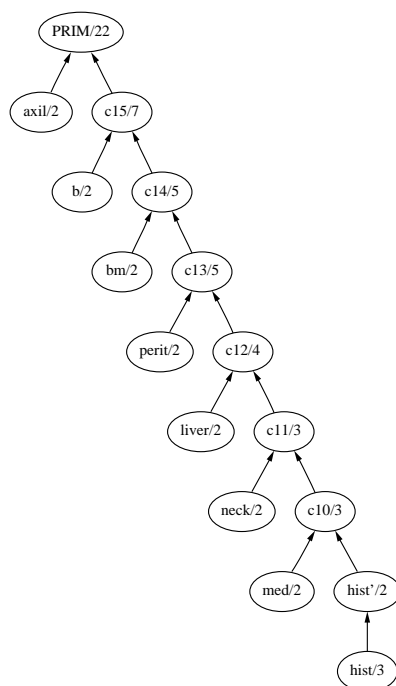 PRIM/22
axil/2
c15/7
b/2
c14/5
bm/2
c13/5
perit/2
c12/4
liver/2
c11/3
neck/2
c10/3
med/2
hist’/2
hist/3